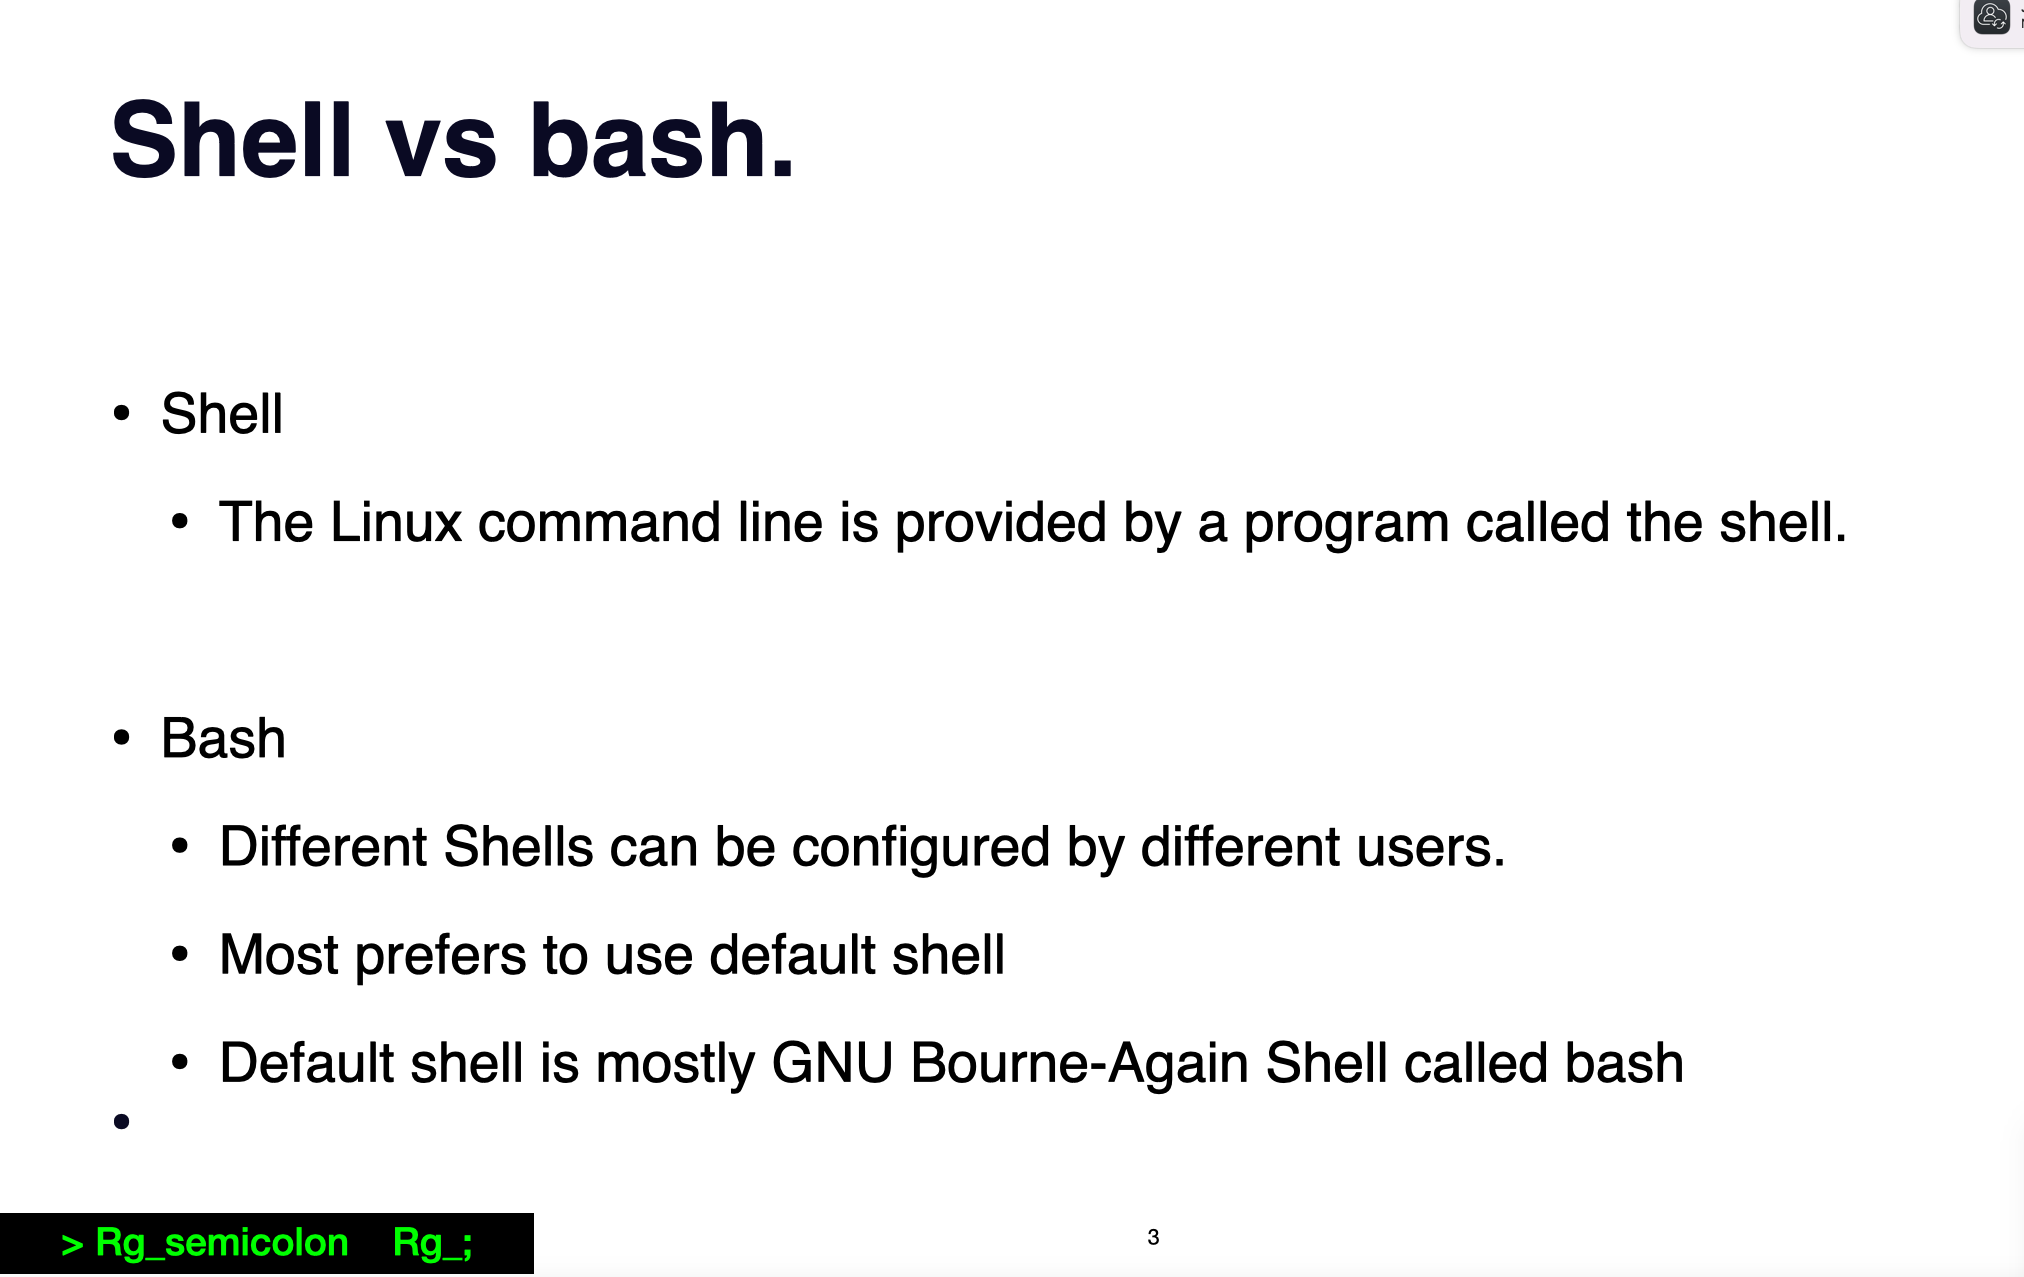 Shell vs bash.
• Shell
• The Linux command line is provided by a program called the shell.
• Bash
• Different Shells can be configured by different users.
• Most prefers to use default shell
• Default shell is mostly GNU Bourne-Again Shell called bash
•
> Rg_semicolon Rg_;
3